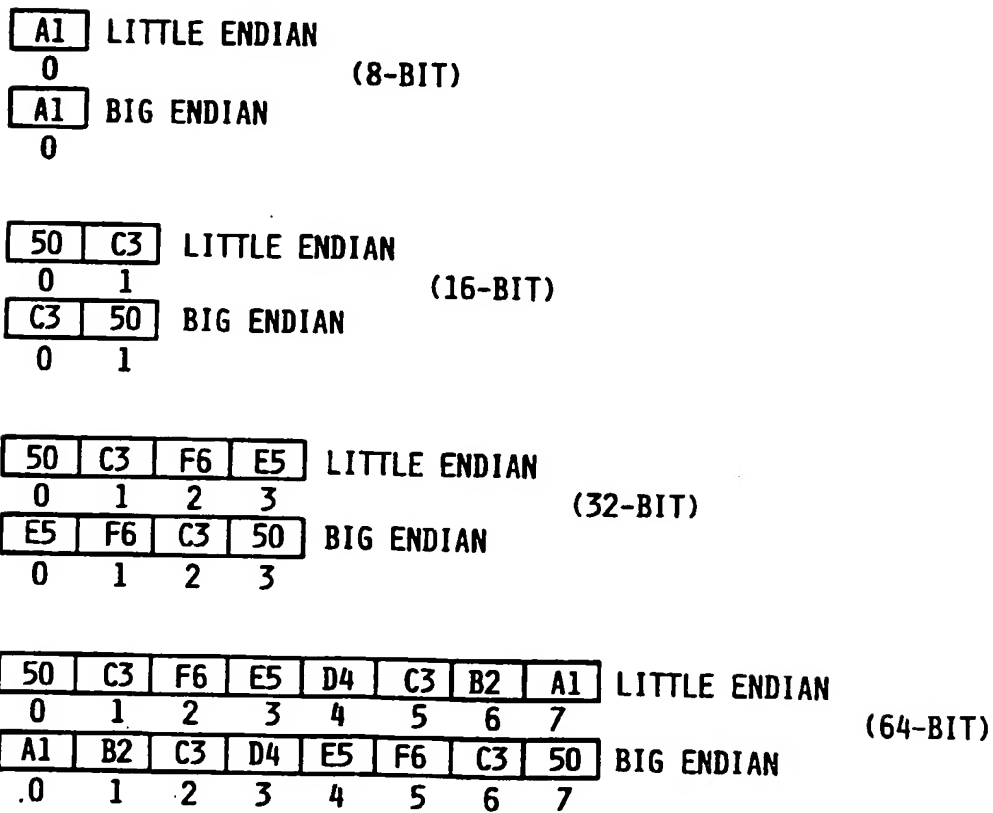 A1 LITTLE ENDIAN
0
(8-BIT)
A1 BIG ENDIAN
0
50 C3 LITTLE ENDIAN
0 1
(16-BIT)
C3 50 BIG ENDIAN
0 1
50 C3 F6 E5 LITTLE ENDIAN
0 1 2 3
(32-BIT)
E5 F6 C3 50 BIG ENDIAN
0 1 2 3
50 C3 F6 E5 D4 C3 B2 A1 LITTLE ENDIAN
0 1 2 3 4 5 6 7
(64-BIT)
A1 B2 C3 D4 E5 F6 C3 50 BIG ENDIAN
0 1 2 3 4 5 6 7